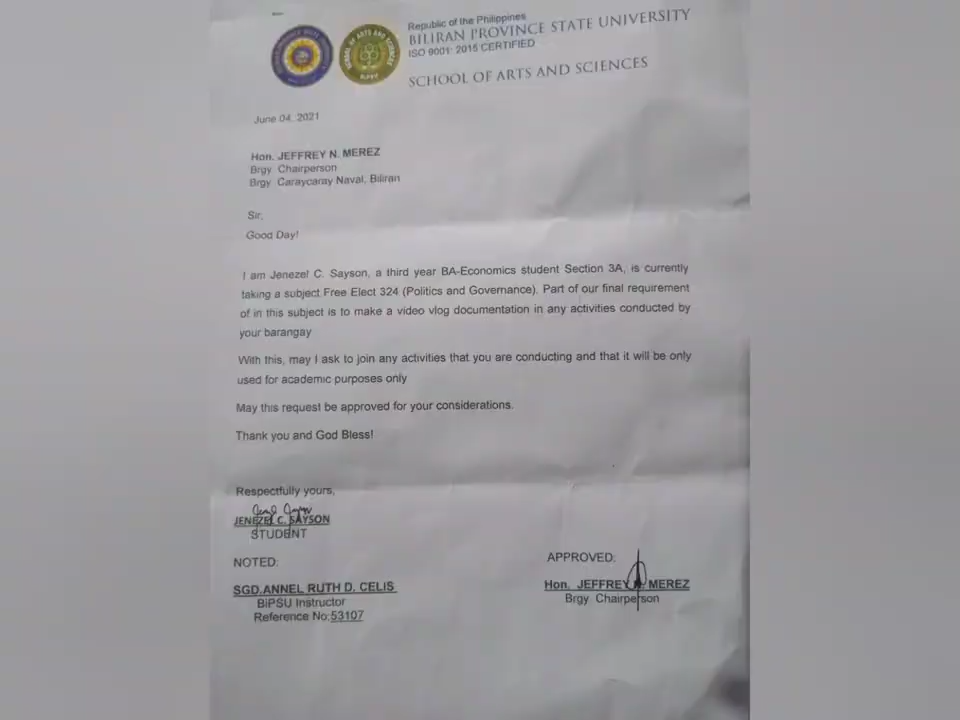 Republic of the Philippines
BILIRAN PROVINCE STATE UNIVERSITY
ISO 9001: 2015 CERTIFIED
SCHOOL OF ARTS AND SCIENCES
June 04, 2021
Hon. JEFFREY N. MEREZ
Brgy Chairperson
Brgy Caraycaray Naval, Biliran
Sir,
Good Day!
I am Jenezel C. Sayson, a third year BA-Economics student Section 3A, is currently
taking a subject Free Elect 324 (Politics and Governance). Part of our final requirement
of in this subject is to make a video vlog documentation in any activities conducted by
your barangay
With this, may I ask to join any activities that you are conducting and that it will be only
used for academic purposes only
May this request be approved for your considerations.
Thank you and God Bless!
Respectfully yours,
JENEZEL C. SAYSON
STUDENT
NOTED:
SGD.ANNEL RUTH D. CELIS
BiPSU Instructor
Reference No:53107
APPROVED:
Hon. JEFFREY N. MEREZ
Brgy Chairperson